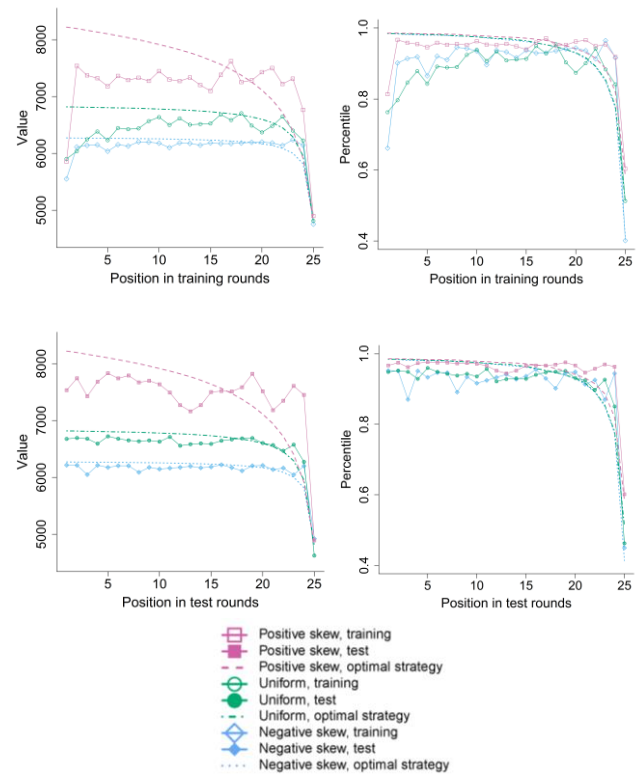 8000
7000
6000
5000
Value
5
10
15
20
25
Position in training rounds
1.0
0.8
0.6
0.4
Percentile
5
10
15
20
25
Position in training rounds
8000
7000
6000
5000
Value
5
10
15
20
25
Position in test rounds
1.0
0.8
0.6
0.4
Percentile
5
10
15
20
25
Position in test rounds
Positive skew, training
Positive skew, test
Positive skew, optimal strategy
Uniform, training
Uniform, test
Uniform, optimal strategy
Negative skew, training
Negative skew, test
Negative skew, optimal strategy